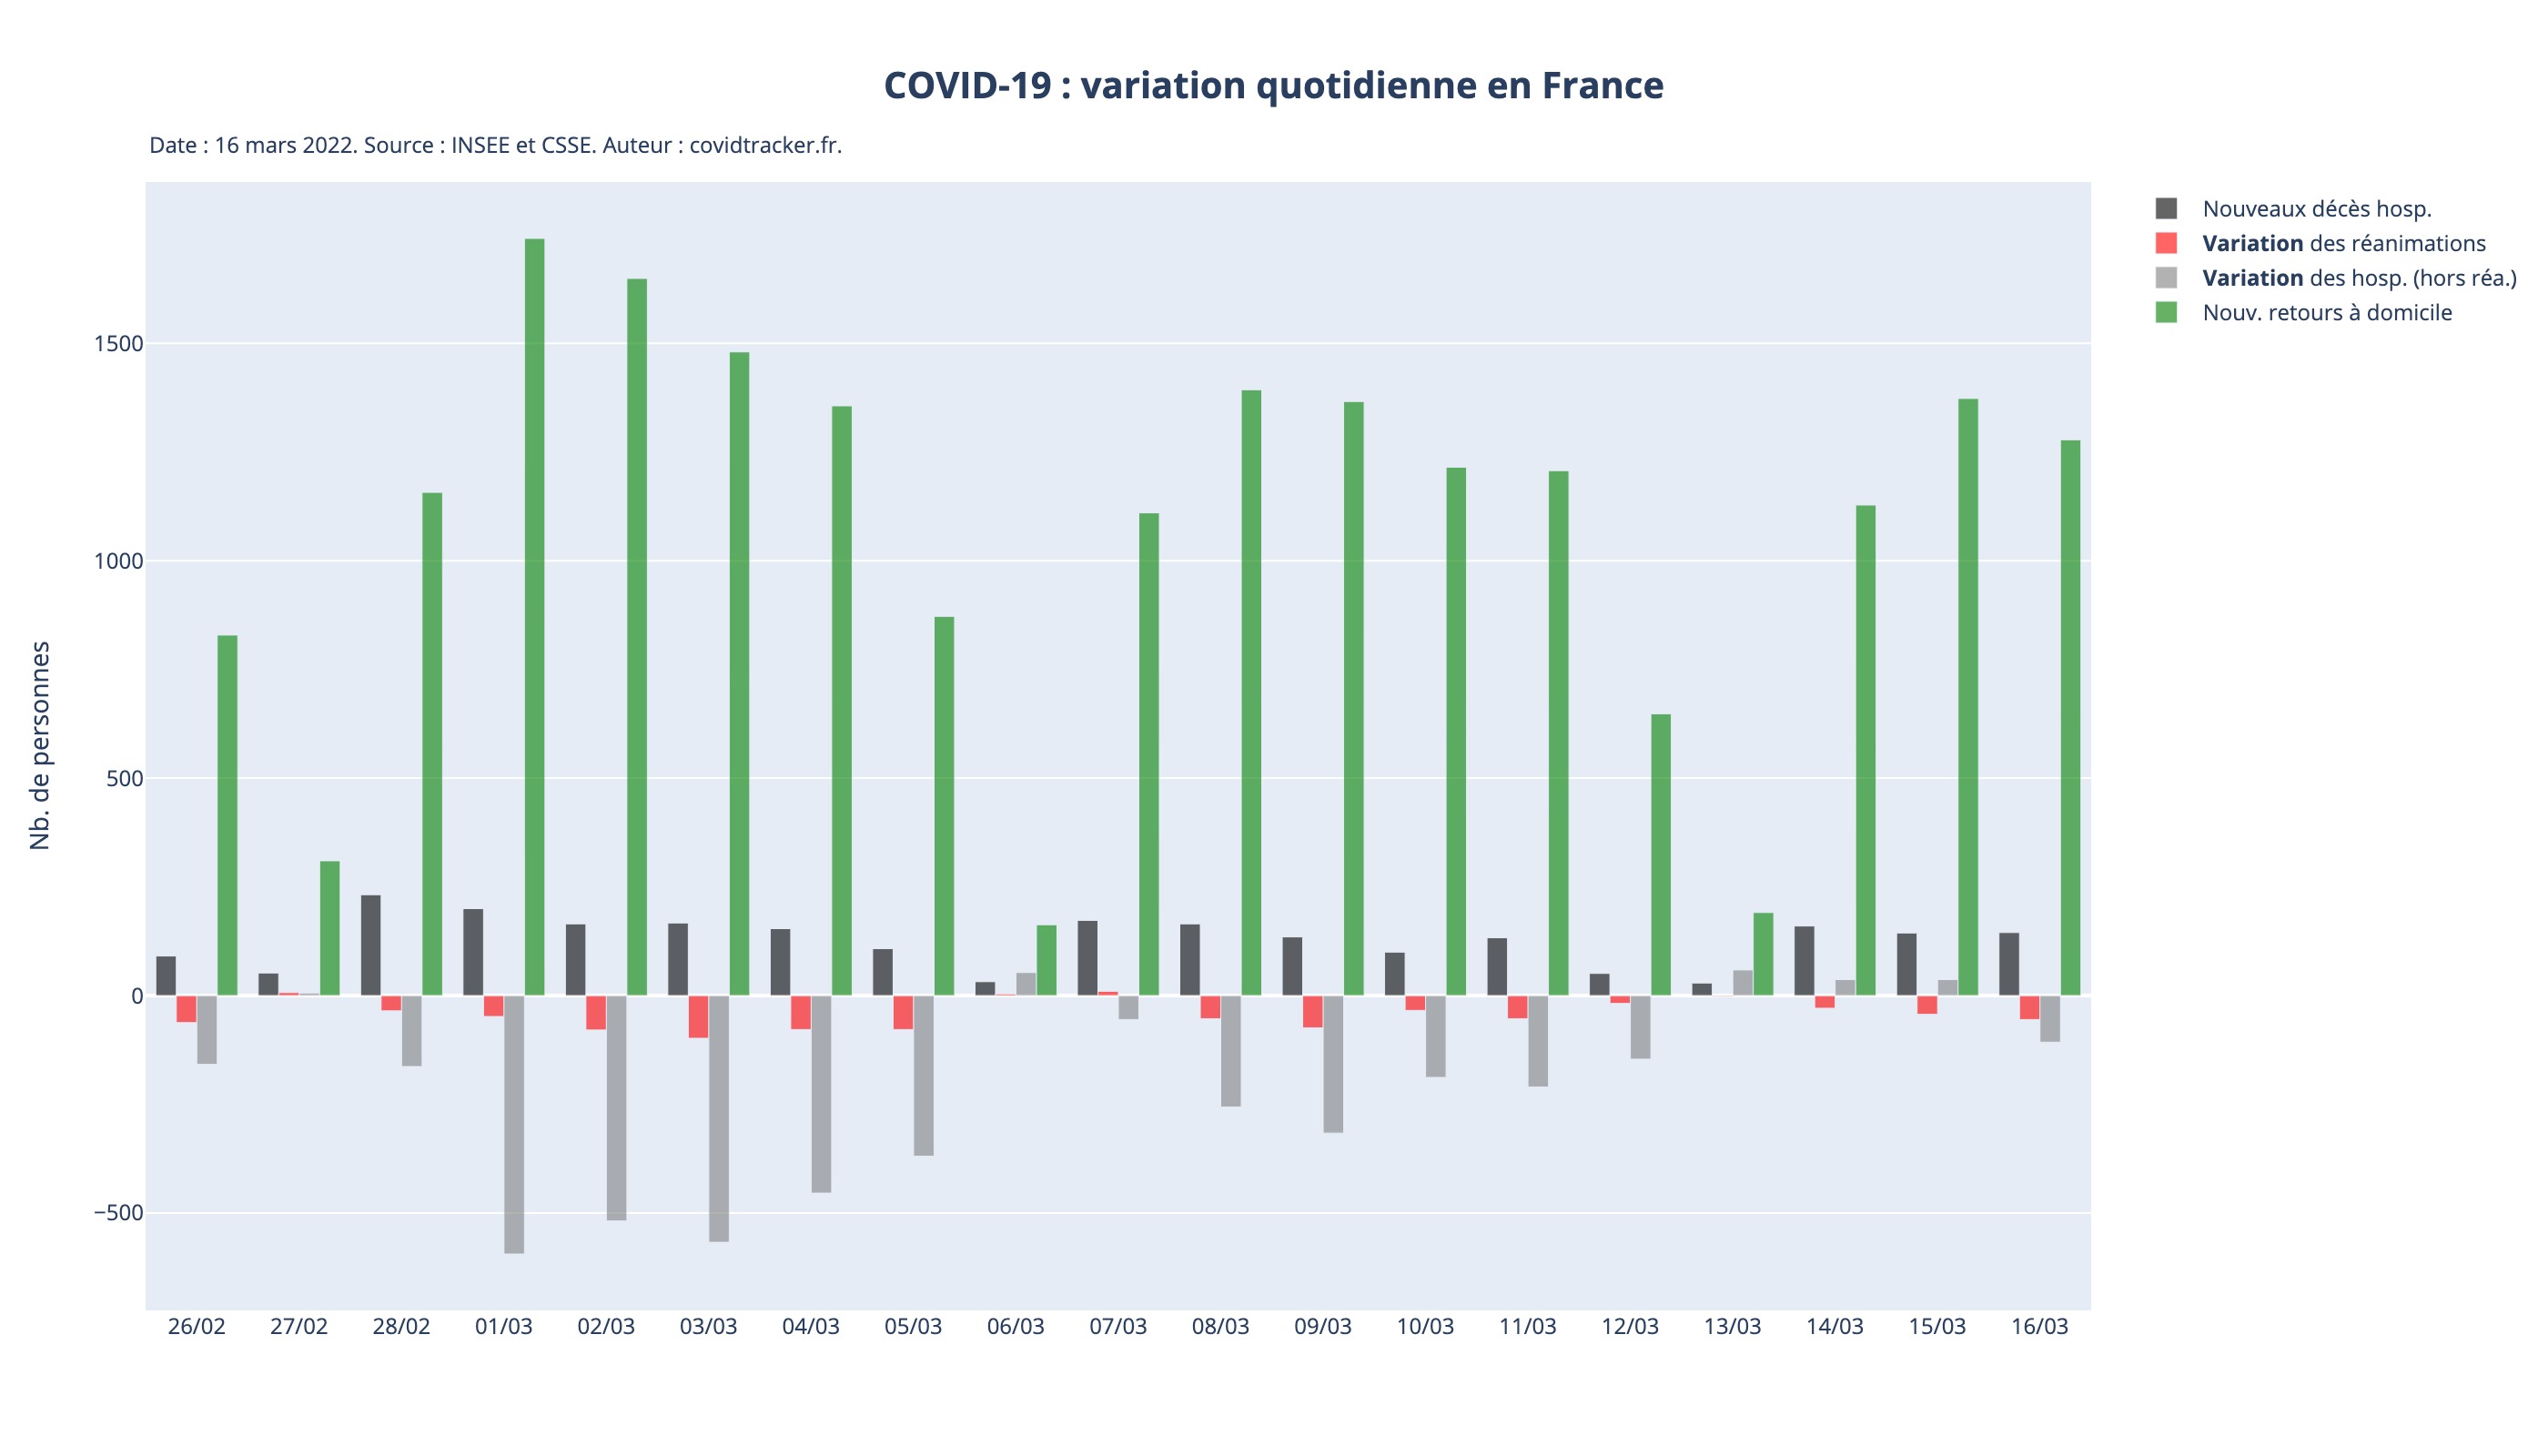 COVID-19 : variation quotidienne en France
Date : 16 mars 2022. Source : INSEE et CSSE. Auteur : covidtracker.fr.
Nouveaux décès hosp.
Variation des réanimations
Variation des hosp. (hors réa.)
Nouv. retours à domicile
Nb. de personnes
1500
1000
500
0
−500
26/02 27/02 28/02 01/03 02/03 03/03 04/03 05/03 06/03 07/03 08/03 09/03 10/03 11/03 12/03 13/03 14/03 15/03 16/03